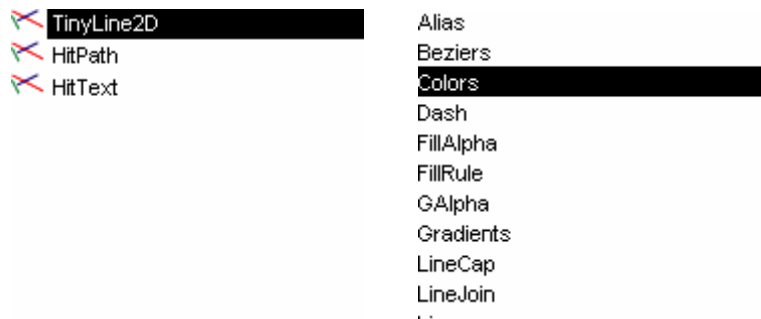 TinyLine2D
HitPath
HitText
Alias
Beziers
Colors
Dash
FillAlpha
FillRule
GAlpha
Gradients
LineCap
LineJoin